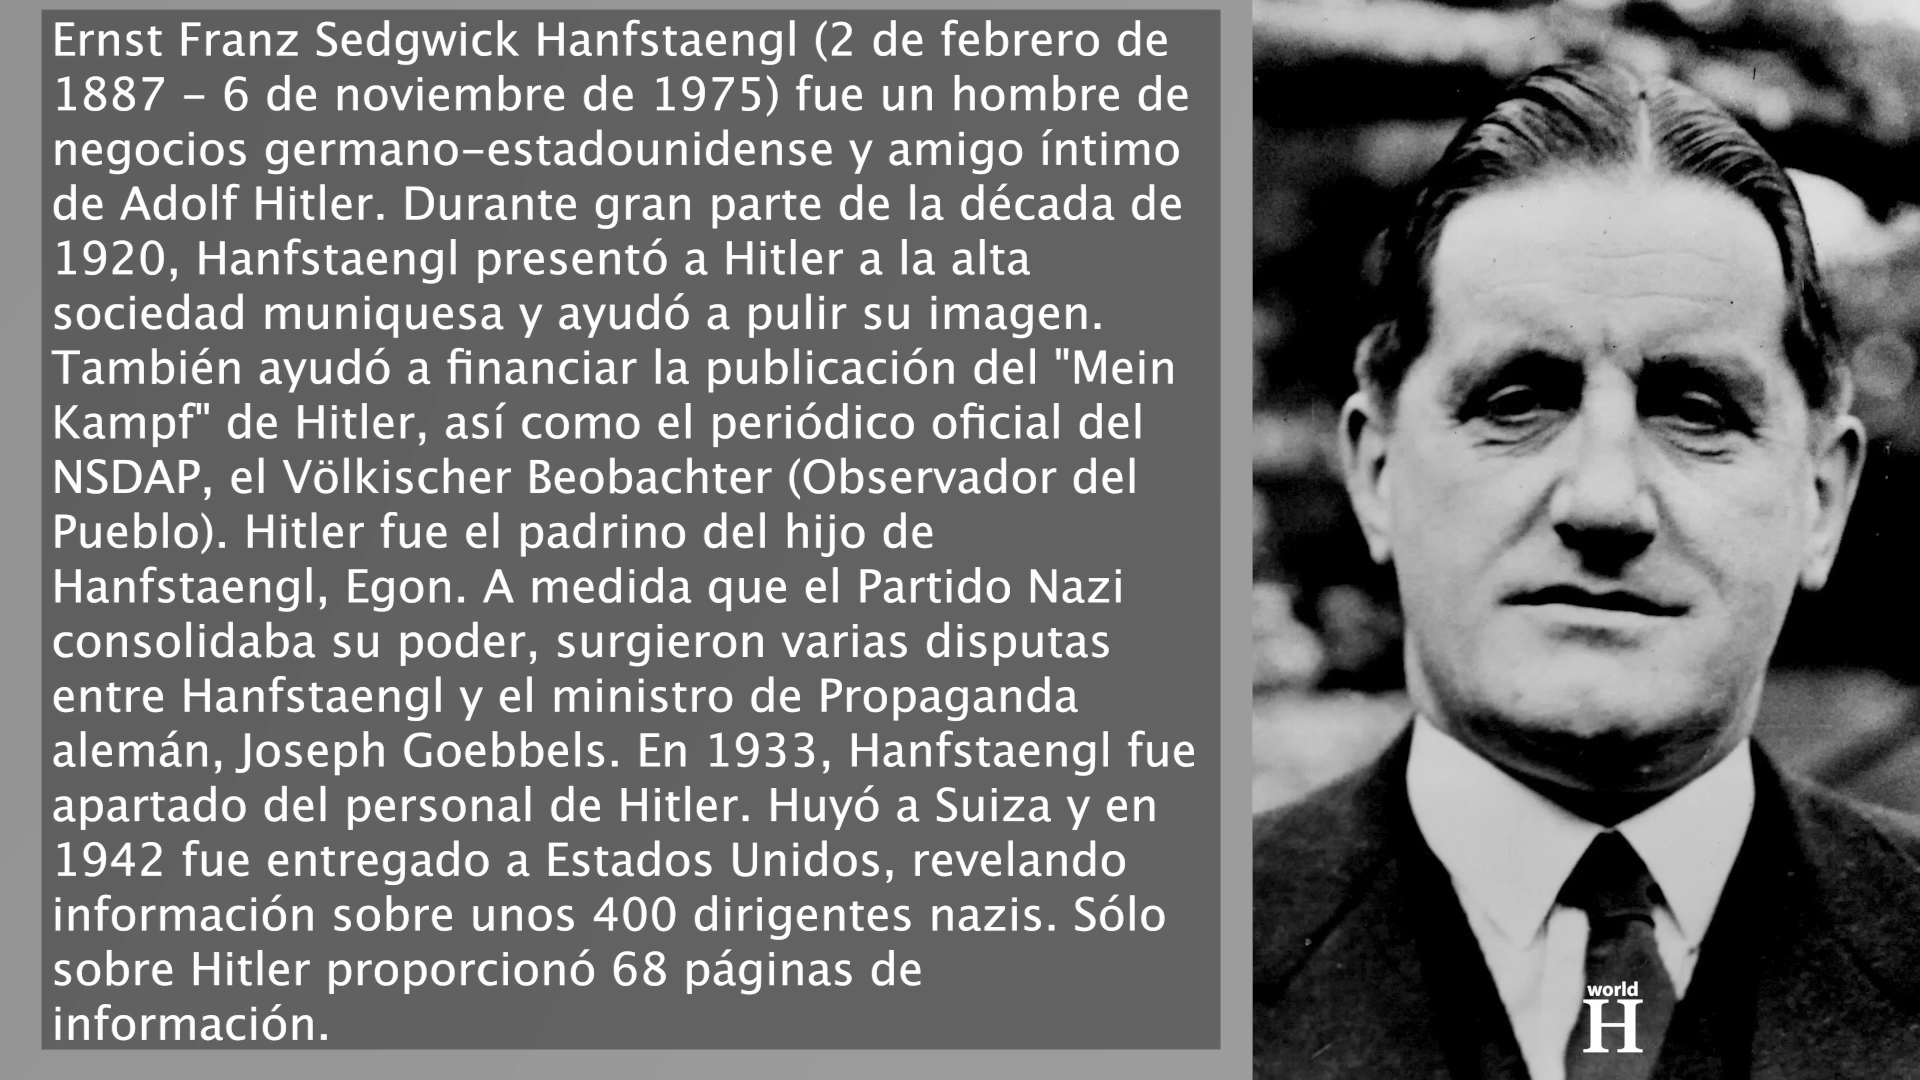 Ernst Franz Sedgwick Hanfstaengl (2 de febrero de
1887 – 6 de noviembre de 1975) fue un hombre de
negocios germano-estadounidense y amigo íntimo
de Adolf Hitler. Durante gran parte de la década de
1920, Hanfstaengl presentó a Hitler a la alta
sociedad muniquesa y ayudó a pulir su imagen.
También ayudó a financiar la publicación del "Mein
Kampf" de Hitler, así como el periódico oficial del
NSDAP, el Völkischer Beobachter (Observador del
Pueblo). Hitler fue el padrino del hijo de
Hanfstaengl, Egon. A medida que el Partido Nazi
consolidaba su poder, surgieron varias disputas
entre Hanfstaengl y el ministro de Propaganda
alemán, Joseph Goebbels. En 1933, Hanfstaengl fue
apartado del personal de Hitler. Huyó a Suiza y en
1942 fue entregado a Estados Unidos, revelando
información sobre unos 400 dirigentes nazis. Sólo
sobre Hitler proporcionó 68 páginas de
información.
world
H